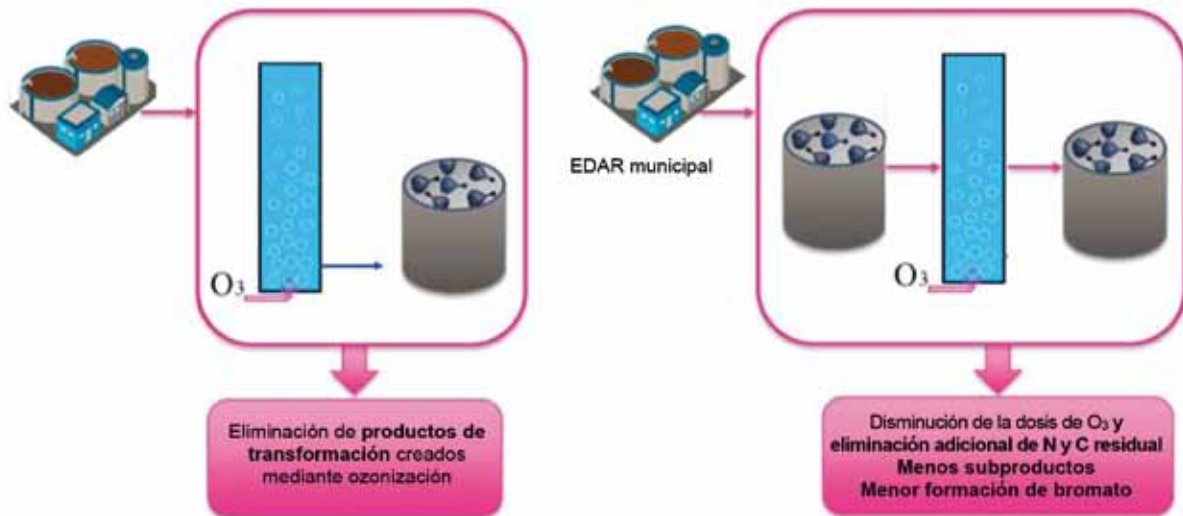 O₃
Eliminación de productos de
transformación creados
mediante ozonización
EDAR municipal
O₃
Disminución de la dosis de O₃ y
eliminación adicional de N y C residual
Menos subproductos
Menor formación de bromato